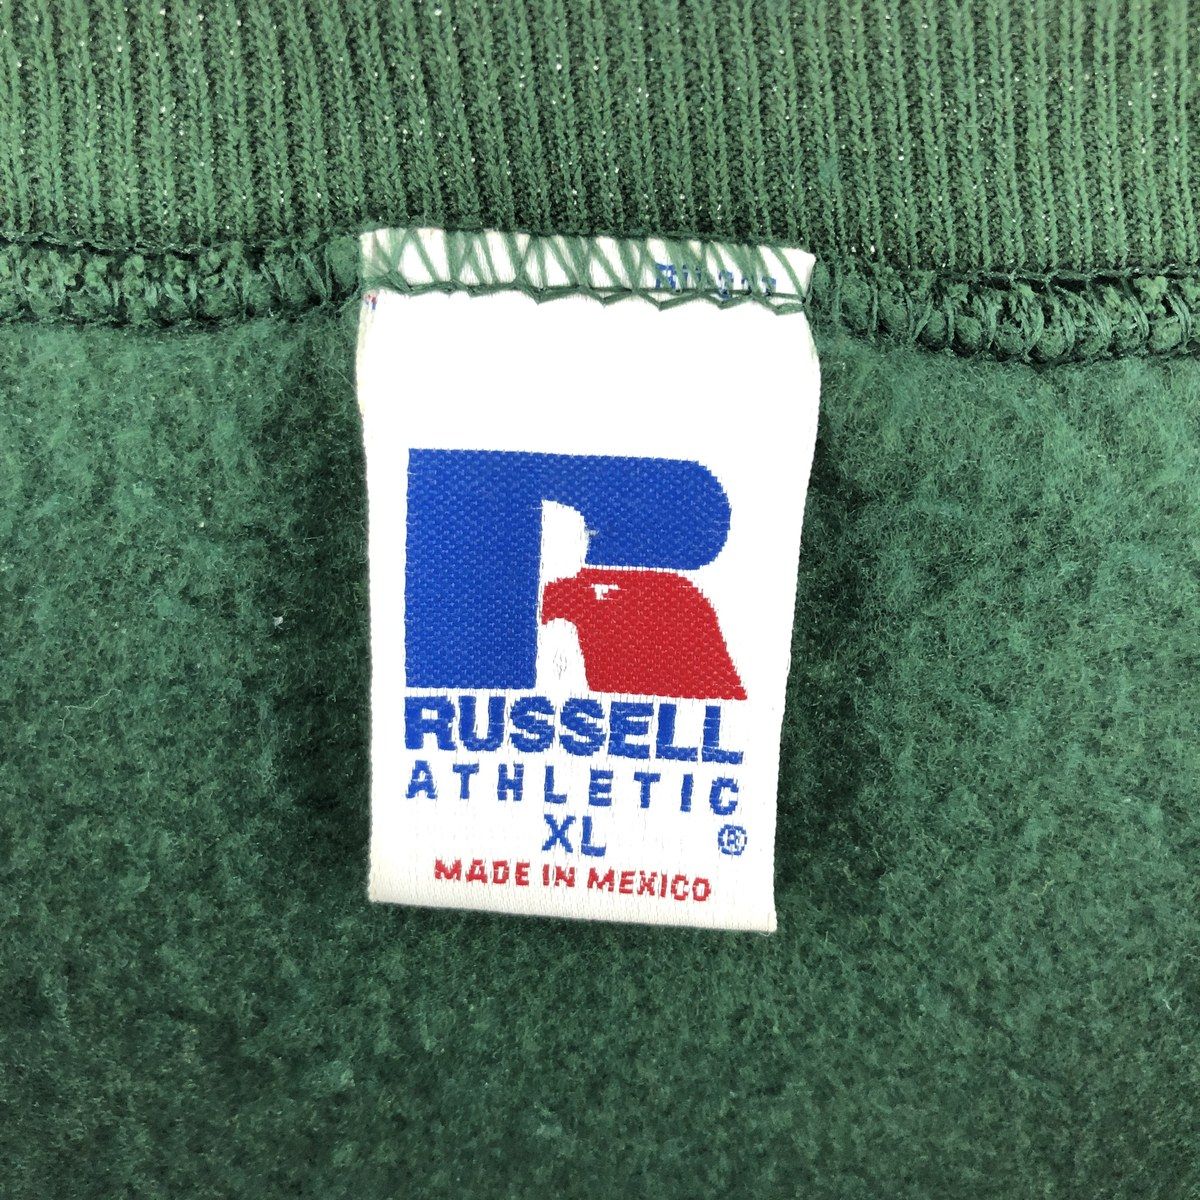 R
RUSSELL
ATHLETIC
XL ®
MADE IN MEXICO